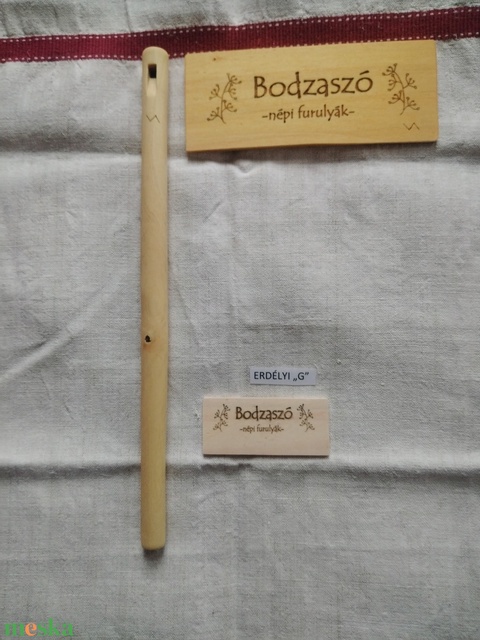 Bodzaszó
-népi furulyák-
ERDÉLYI „G"
Bodzaszó
-népi furulyák-
meska